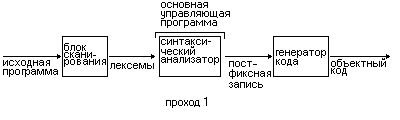 основная
управляющая
программа
блок
скани-
рования
синтакси-
ческий
анализатор
генератор
кода
исходная
программа
лексемы
пост-
фиксная
запись
объектный
код
проход 1